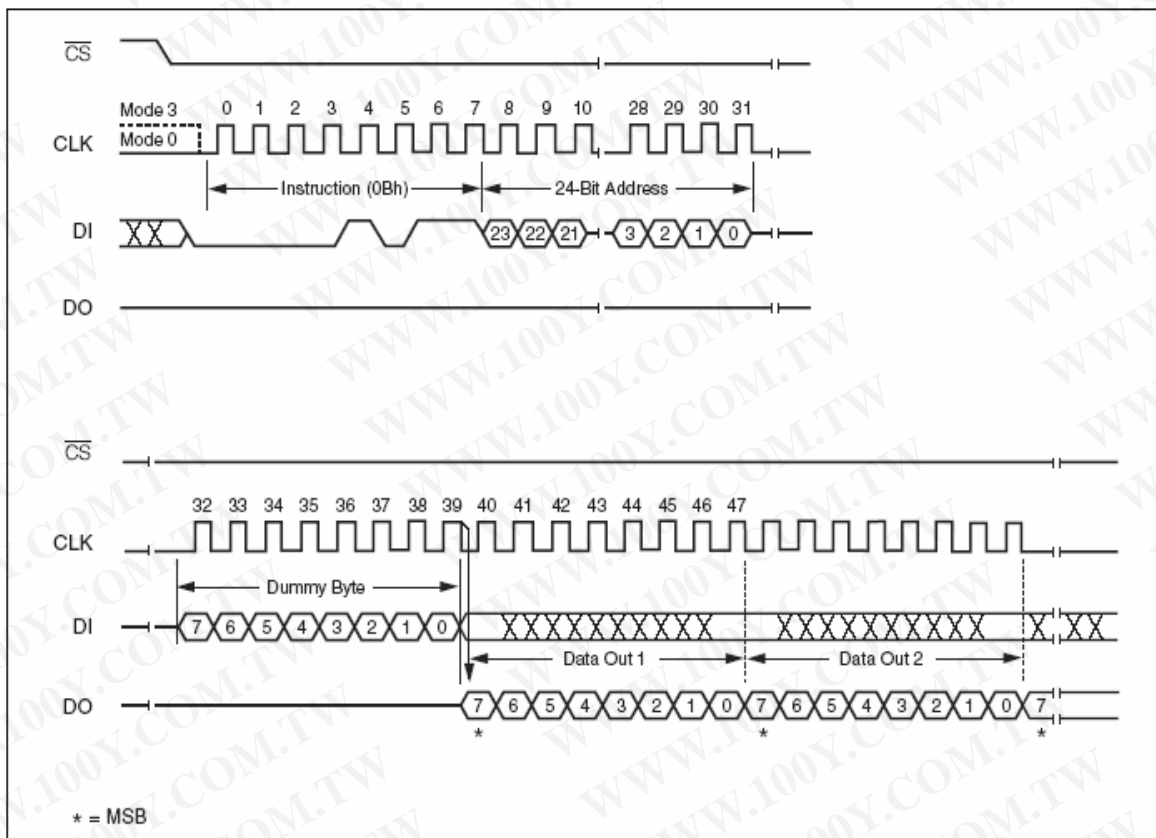 CS
Mode 3
0 1 2 3 4 5 6 7 8 9 10 28 29 30 31
CLK
Mode 0
Instruction (0Bh) 24-Bit Address
DI 23 22 21 3 2 1 0
DO
CS
32 33 34 35 36 37 38 39 40 41 42 43 44 45 46 47
CLK
Dummy Byte
DI 7 6 5 4 3 2 1 0
Data Out 1 Data Out 2
DO 7 6 5 4 3 2 1 0 7 6 5 4 3 2 1 0 7
* * *
* = MSB
WWW.100Y.COM.TW